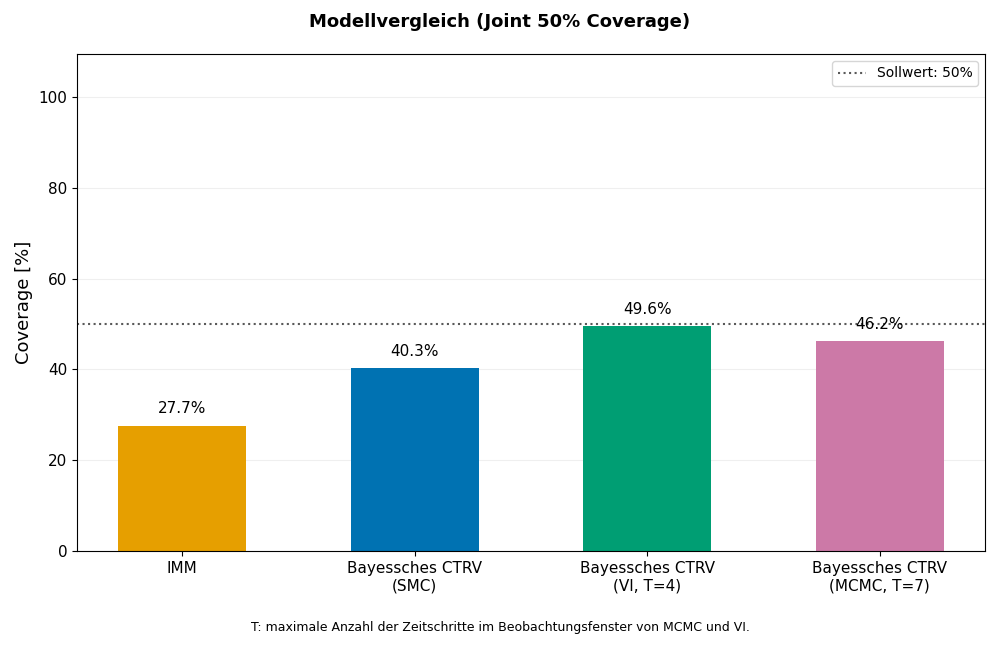 Modellvergleich (Joint 50% Coverage)
Sollwert: 50%
Coverage [%]
100
80
60
40
20
0
27.7%
40.3%
49.6%
46.2%
IMM
Bayessches CTRV
(SMC)
Bayessches CTRV
(VI, T=4)
Bayessches CTRV
(MCMC, T=7)
T: maximale Anzahl der Zeitschritte im Beobachtungsfenster von MCMC und VI.